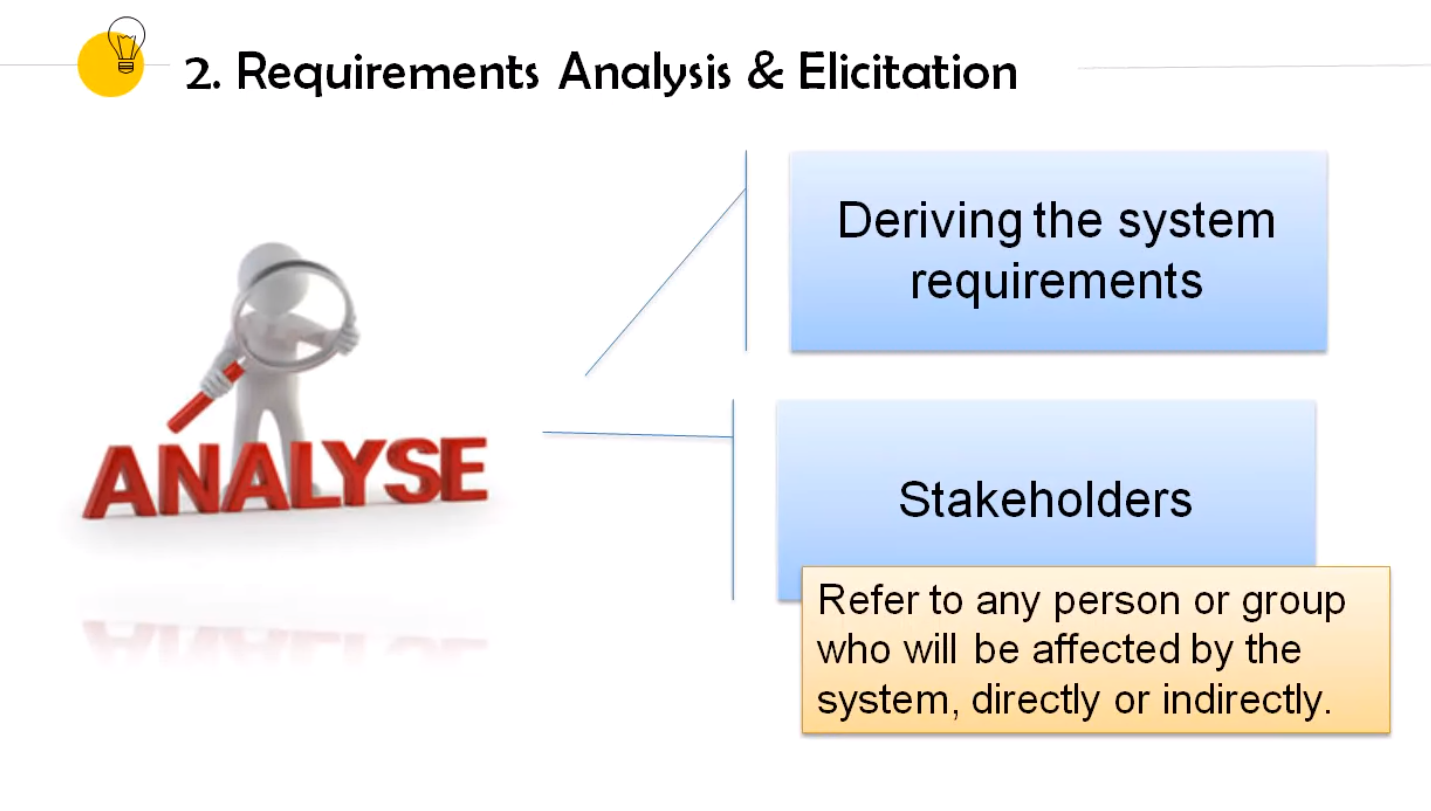 2. Requirements Analysis & Elicitation
Deriving the system
requirements
ANALYSE
Stakeholders
Refer to any person or group
who will be affected by the
system, directly or indirectly.